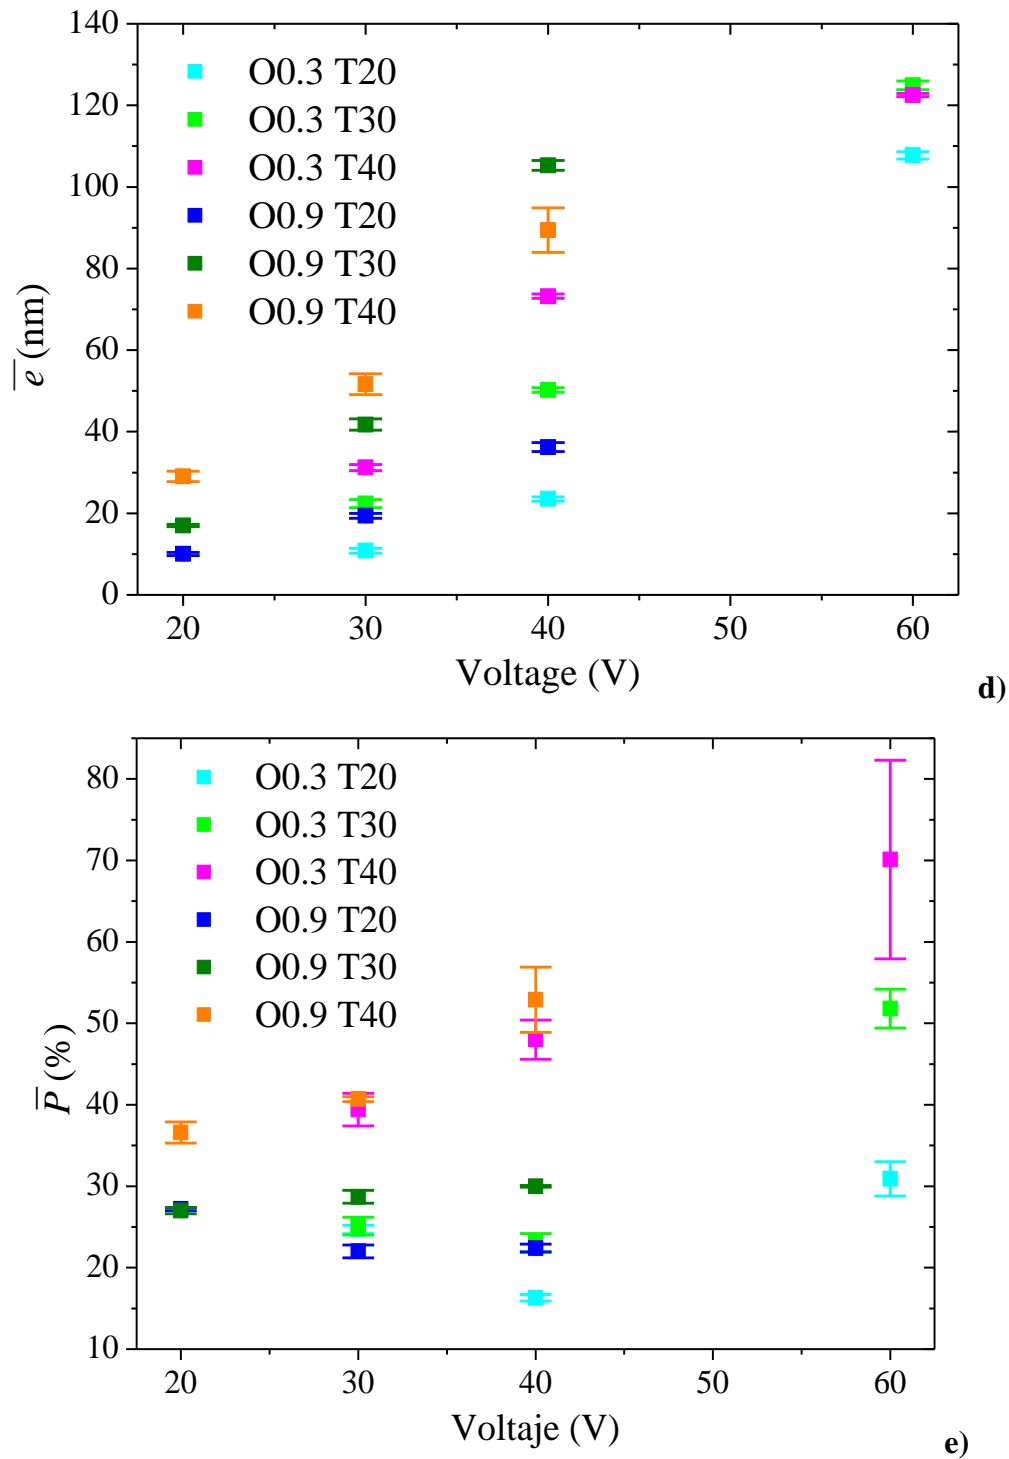 140
120
100
80
60
40
20
0
e (nm)
O0.3 T20
O0.3 T30
O0.3 T40
O0.9 T20
O0.9 T30
O0.9 T40
20 30 40 50 60
Voltage (V)
d)
80
70
60
50
40
30
20
10
P (%)
O0.3 T20
O0.3 T30
O0.3 T40
O0.9 T20
O0.9 T30
O0.9 T40
20 30 40 50 60
Voltaje (V)
e)